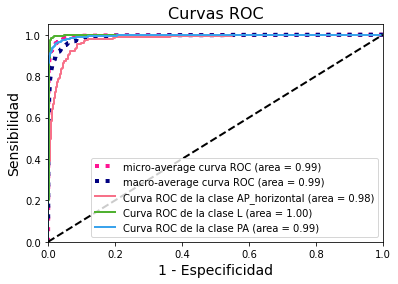 Curvas ROC
Sensibilidad
1.0
0.8
0.6
0.4
0.2
0.0
micro-average curva ROC (area = 0.99)
macro-average curva ROC (area = 0.99)
Curva ROC de la clase AP_horizontal (area = 0.98)
Curva ROC de la clase L (area = 1.00)
Curva ROC de la clase PA (area = 0.99)
0.0 0.2 0.4 0.6 0.8 1.0
1 - Especificidad